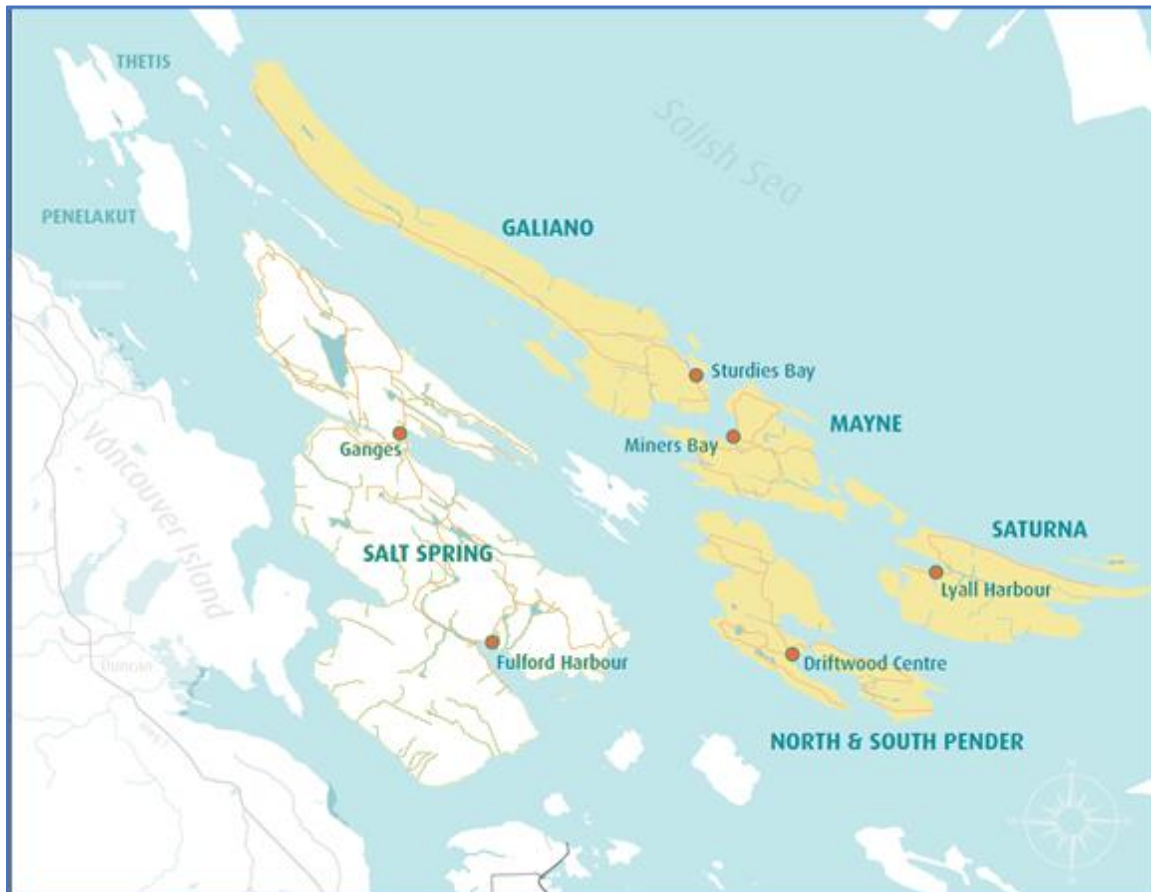 THETIS
Salish Sea
PENELAKUT
GALIANO
Sturdies Bay
MAYNE
Miners Bay
Ganges
Vancouver Island
SATURNA
SALT SPRING
Lyall Harbour
Duncan
Fulford Harbour
Driftwood Centre
NORTH & SOUTH PENDER